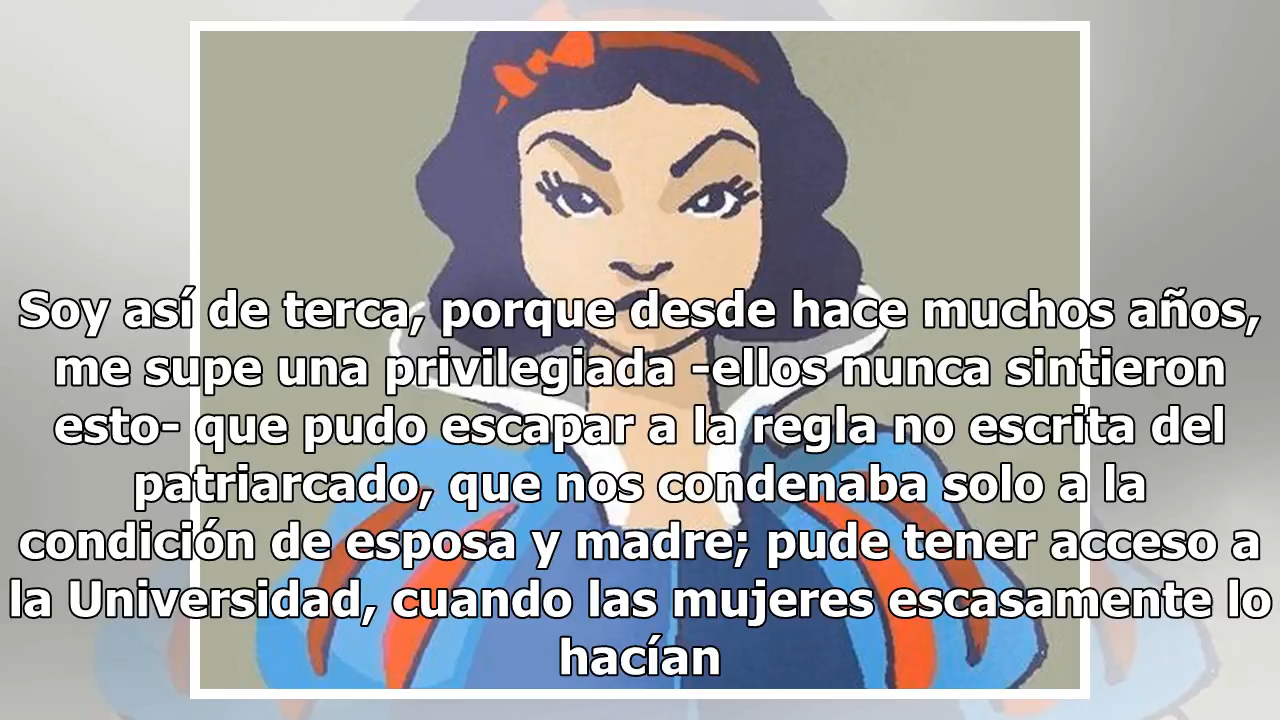 Soy así de terca, porque desde hace muchos años,
me supe una privilegiada -ellos nunca sintieron
esto- que pudo escapar a la regla no escrita del
patriarcado, que nos condenaba solo a la
condición de esposa y madre; pude tener acceso a
la Universidad, cuando las mujeres escasamente lo
hacían